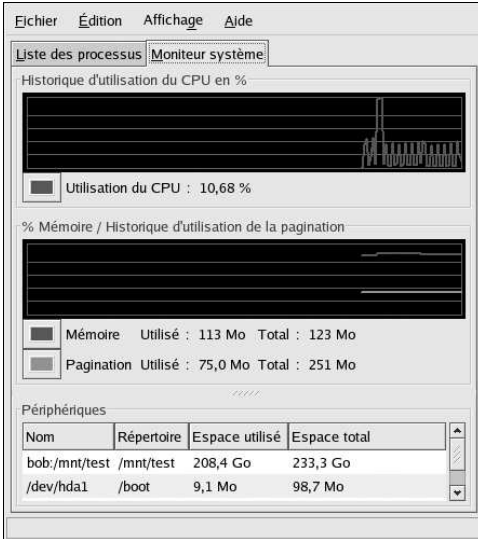 Fichier Édition Affichage Aide
Liste des processus Moniteur système
Historique d'utilisation du CPU en %
Utilisation du CPU : 10,68 %
% Mémoire / Historique d'utilisation de la pagination
Mémoire Utilisé : 113 Mo Total : 123 Mo
Pagination Utilisé : 75,0 Mo Total : 251 Mo
Périphériques
Nom Répertoire Espace utilisé Espace total
bob:/mnt/test /mnt/test 208,4 Go 233,3 Go
/dev/hda1 /boot 9,1 Mo 98,7 Mo